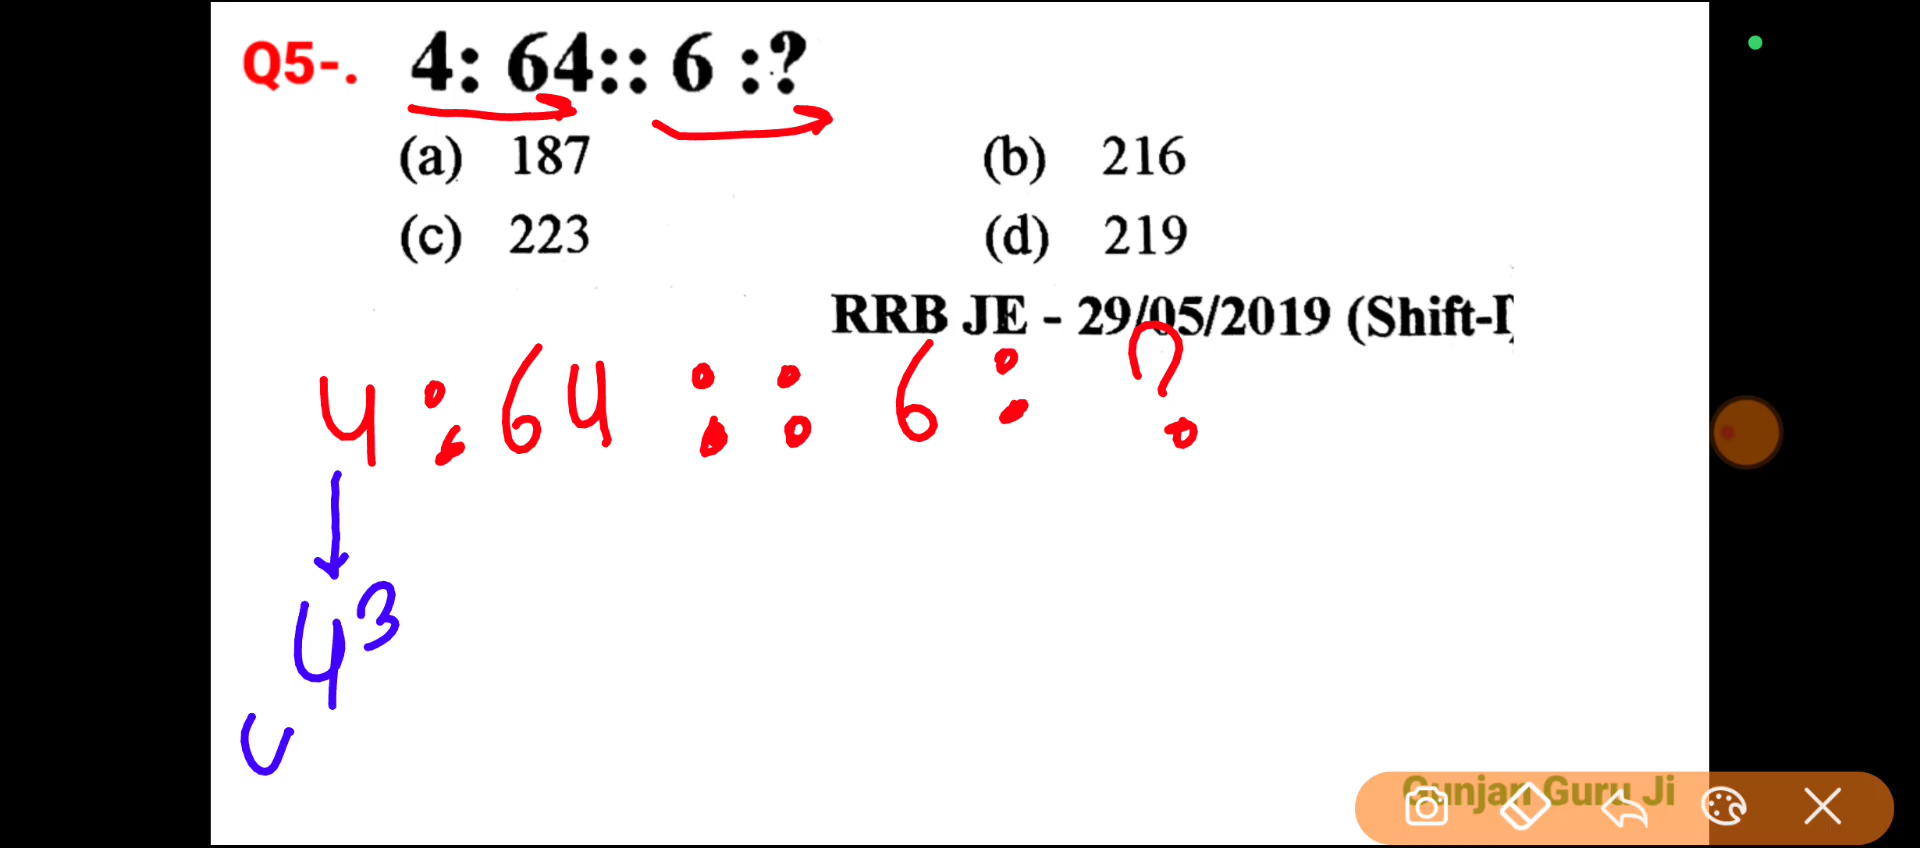 Q5-. 4: 64:: 6 :?
(a) 187 (b) 216
(c) 223 (d) 219
RRB JE - 29/05/2019 (Shift-I)
4 : 64 :: 6 : ?
4³
Gunjan Guru Ji